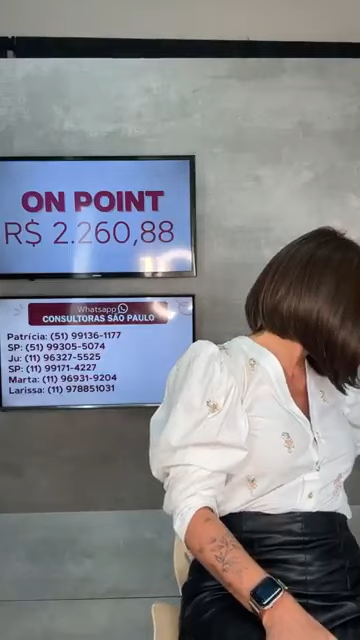 ON POINT
R$ 2.260,88
Whatsapp
CONSULTORAS SÃO PAULO
Patrícia: (51) 99136-1177
SP: (51) 99305-5074
Ju: (11) 96327-5525
SP: (11) 99171-4227
Marta: (11) 96931-9204
Larissa: (11) 978851031